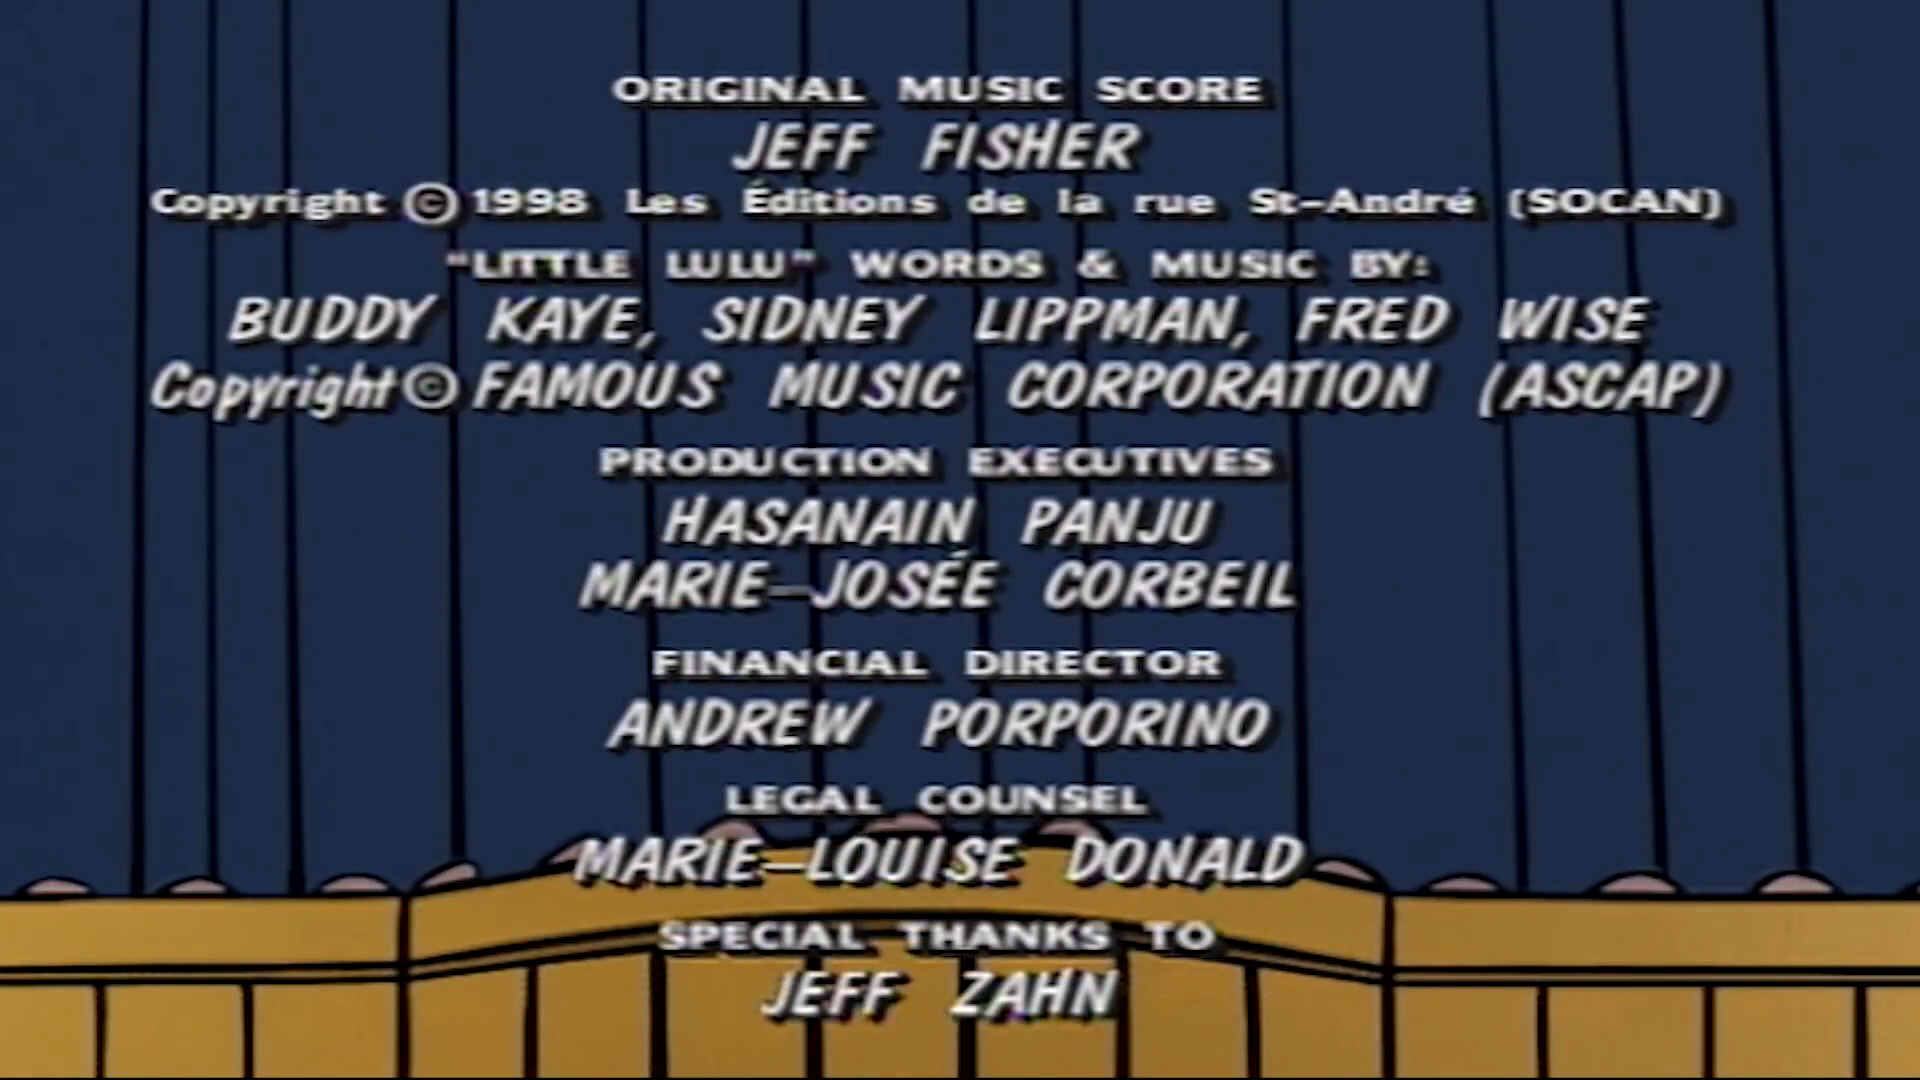 ORIGINAL MUSIC SCORE
JEFF FISHER
Copyright © 1998 Les Éditions de la rue St-André (SOCAN)
"LITTLE LULU" WORDS & MUSIC BY:
BUDDY KAYE, SIDNEY LIPPMAN, FRED WISE
Copyright © FAMOUS MUSIC CORPORATION (ASCAP)
PRODUCTION EXECUTIVES
HASANAIN PANJU
MARIE-JOSÉE CORBEIL
FINANCIAL DIRECTOR
ANDREW PORPORINO
LEGAL COUNSEL
MARIE-LOUISE DONALD
SPECIAL THANKS TO
JEFF ZAHN